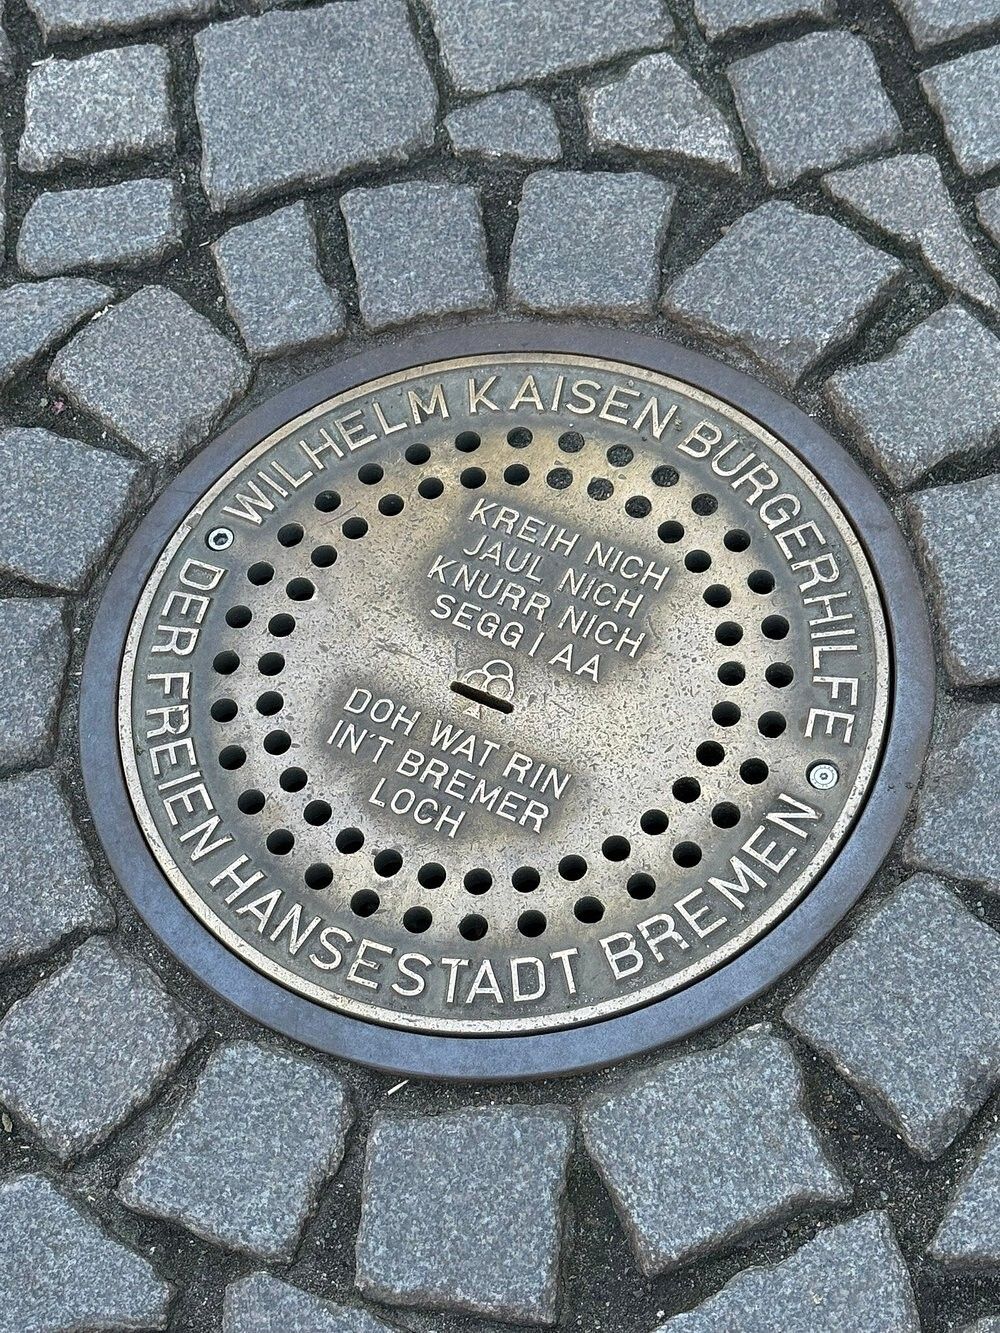 WILHELM KAISEN-BÜRGERHILFE
DER FREIEN HANSESTADT BREMEN
KREIH NICH
JAUL NICH
KNURR NICH
SEGG I AA
DOH WAT RIN
IN'T BREMER
LOCH